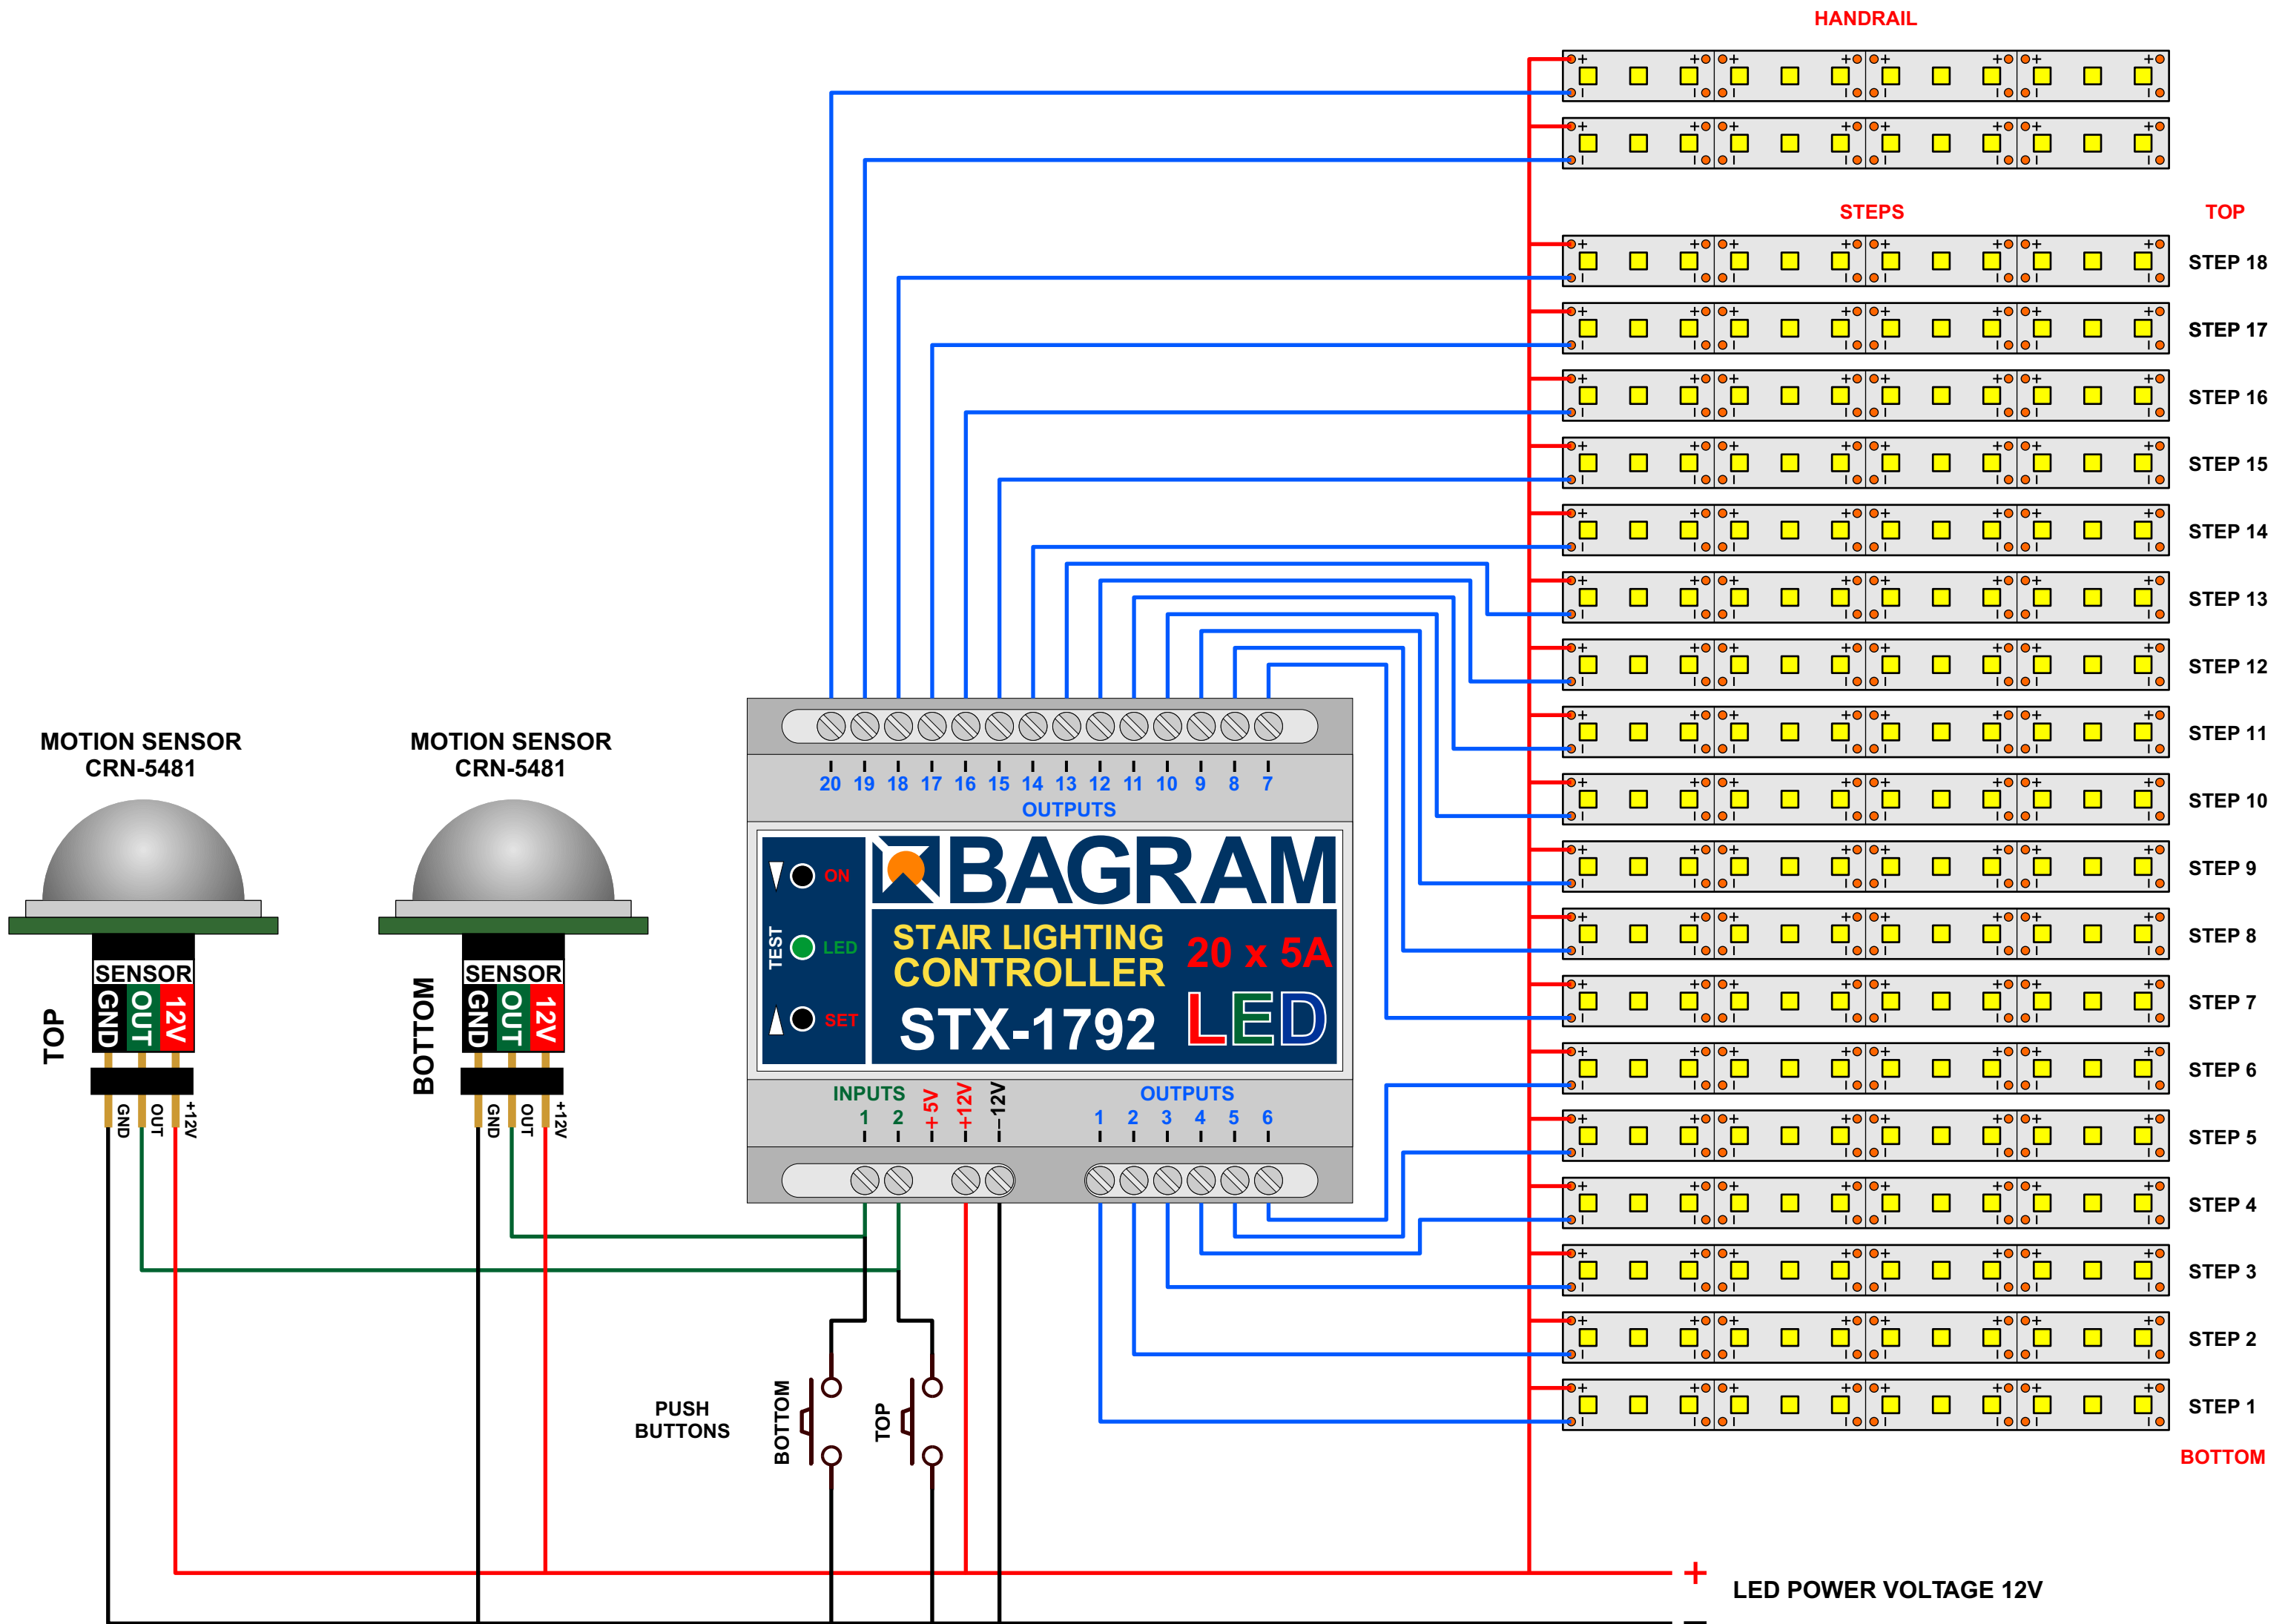 HANDRAIL
STEPS
TOP
STEP 18
STEP 17
STEP 16
STEP 15
STEP 14
STEP 13
STEP 12
STEP 11
STEP 10
STEP 9
STEP 8
STEP 7
STEP 6
STEP 5
STEP 4
STEP 3
STEP 2
STEP 1
BOTTOM
MOTION SENSOR
CRN-5481
SENSOR
GND
OUT
12V
TOP
GND
OUT
+12V
MOTION SENSOR
CRN-5481
SENSOR
GND
OUT
12V
BOTTOM
GND
OUT
+12V
20 19 18 17 16 15 14 13 12 11 10 9 8 7
OUTPUTS
ON
TEST
LED
SET
BAGRAM
STAIR LIGHTING
CONTROLLER
20 x 5A
STX-1792
LED
INPUTS
1 2
+5V
+12V
–12V
OUTPUTS
1 2 3 4 5 6
PUSH
BUTTONS
BOTTOM
TOP
+
LED POWER VOLTAGE 12V
–